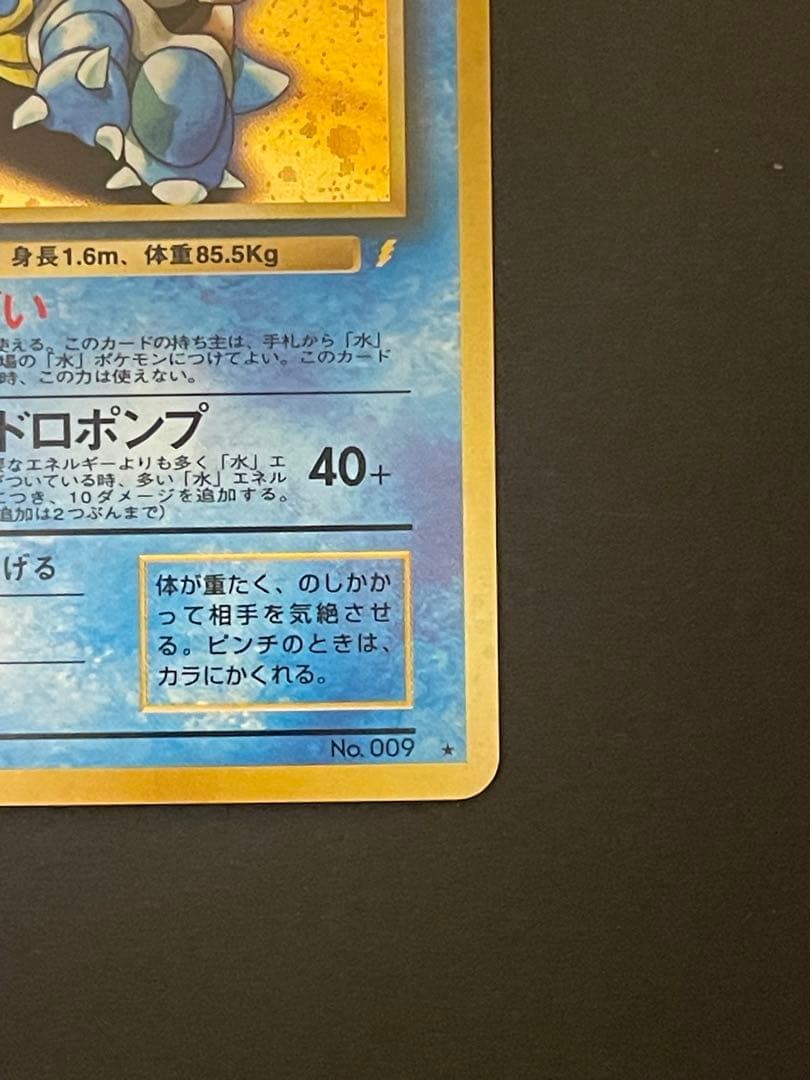 身長1.6m、体重85.5Kg
い
使える。このカードの持ち主は、手札から「水」
場の『水』ポケモンにつけてよい。このカード
時、この力は使えない。
ドロポンプ
なエネルギーよりも多く「水」エ
がついている時、多い「水」エネル
につき、10ダメージを追加する。
追加は2つぶんまで)
40+
げる
体が重たく、のしかか
って相手を気絶させ
る。ピンチのときは、
カラにかくれる。
No.009 ★